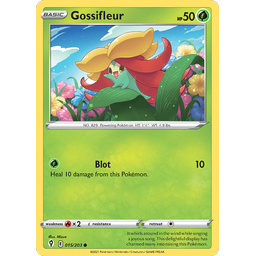 BASIC Gossifleur HP 50
NO. 829 Flowering Pokémon HT: 1'4" WT: 4.9 lbs.
Blot 10
Heal 10 damage from this Pokémon.
weakness ×2 resistance retreat
It whirls around in the wind while singing
a joyous song. This delightful display has
charmed many into raising this Pokémon.
015/203